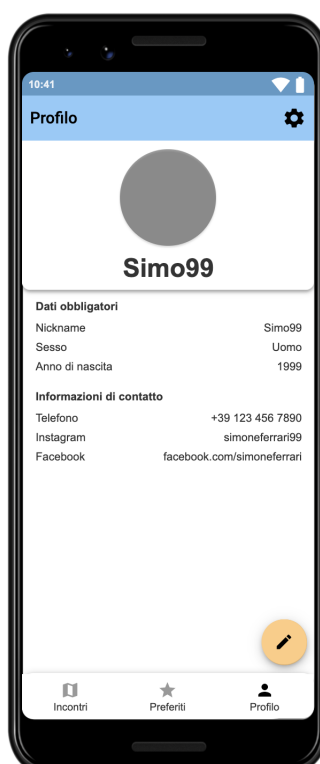 10:41
Profilo
Simo99
Dati obbligatori
Nickname Simo99
Sesso Uomo
Anno di nascita 1999
Informazioni di contatto
Telefono +39 123 456 7890
Instagram simoneferrari99
Facebook facebook.com/simoneferrari
Incontri Preferiti Profilo